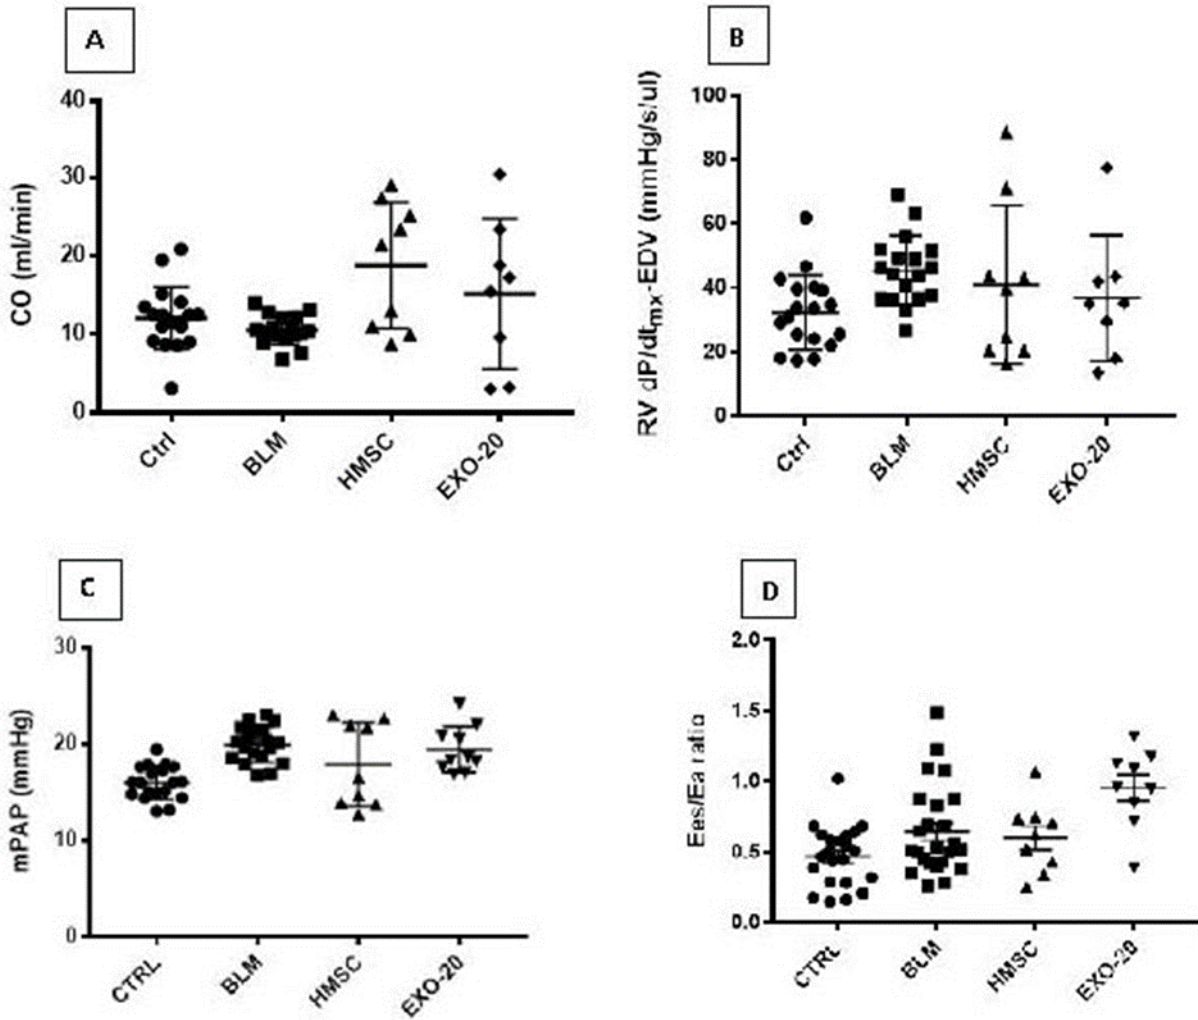 A
CO (ml/min)
40
30
20
10
0
Ctrl
BLM
HMSC
EXO-20
B
RV dP/dtmx-EDV (mmHg/s/ul)
100
80
60
40
20
0
Ctrl
BLM
HMSC
EXO-20
C
mPAP (mmHg)
30
20
10
0
CTRL
BLM
HMSC
EXO-20
D
Ees/Ea ratio
2.0
1.5
1.0
0.5
0.0
CTRL
BLM
HMSC
EXO-20